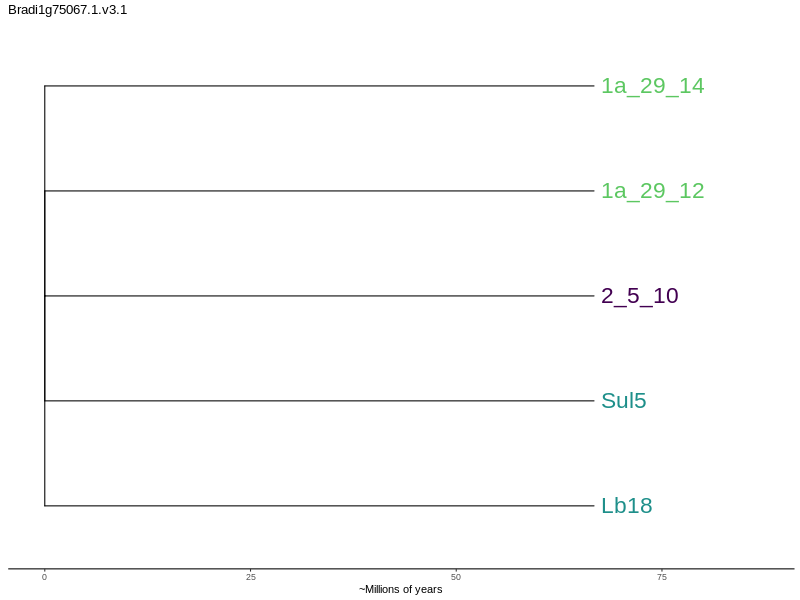 Bradi1g75067.1.v3.1
1a_29_14
1a_29_12
2_5_10
Sul5
Lb18
0 25 50 75
~Millions of years